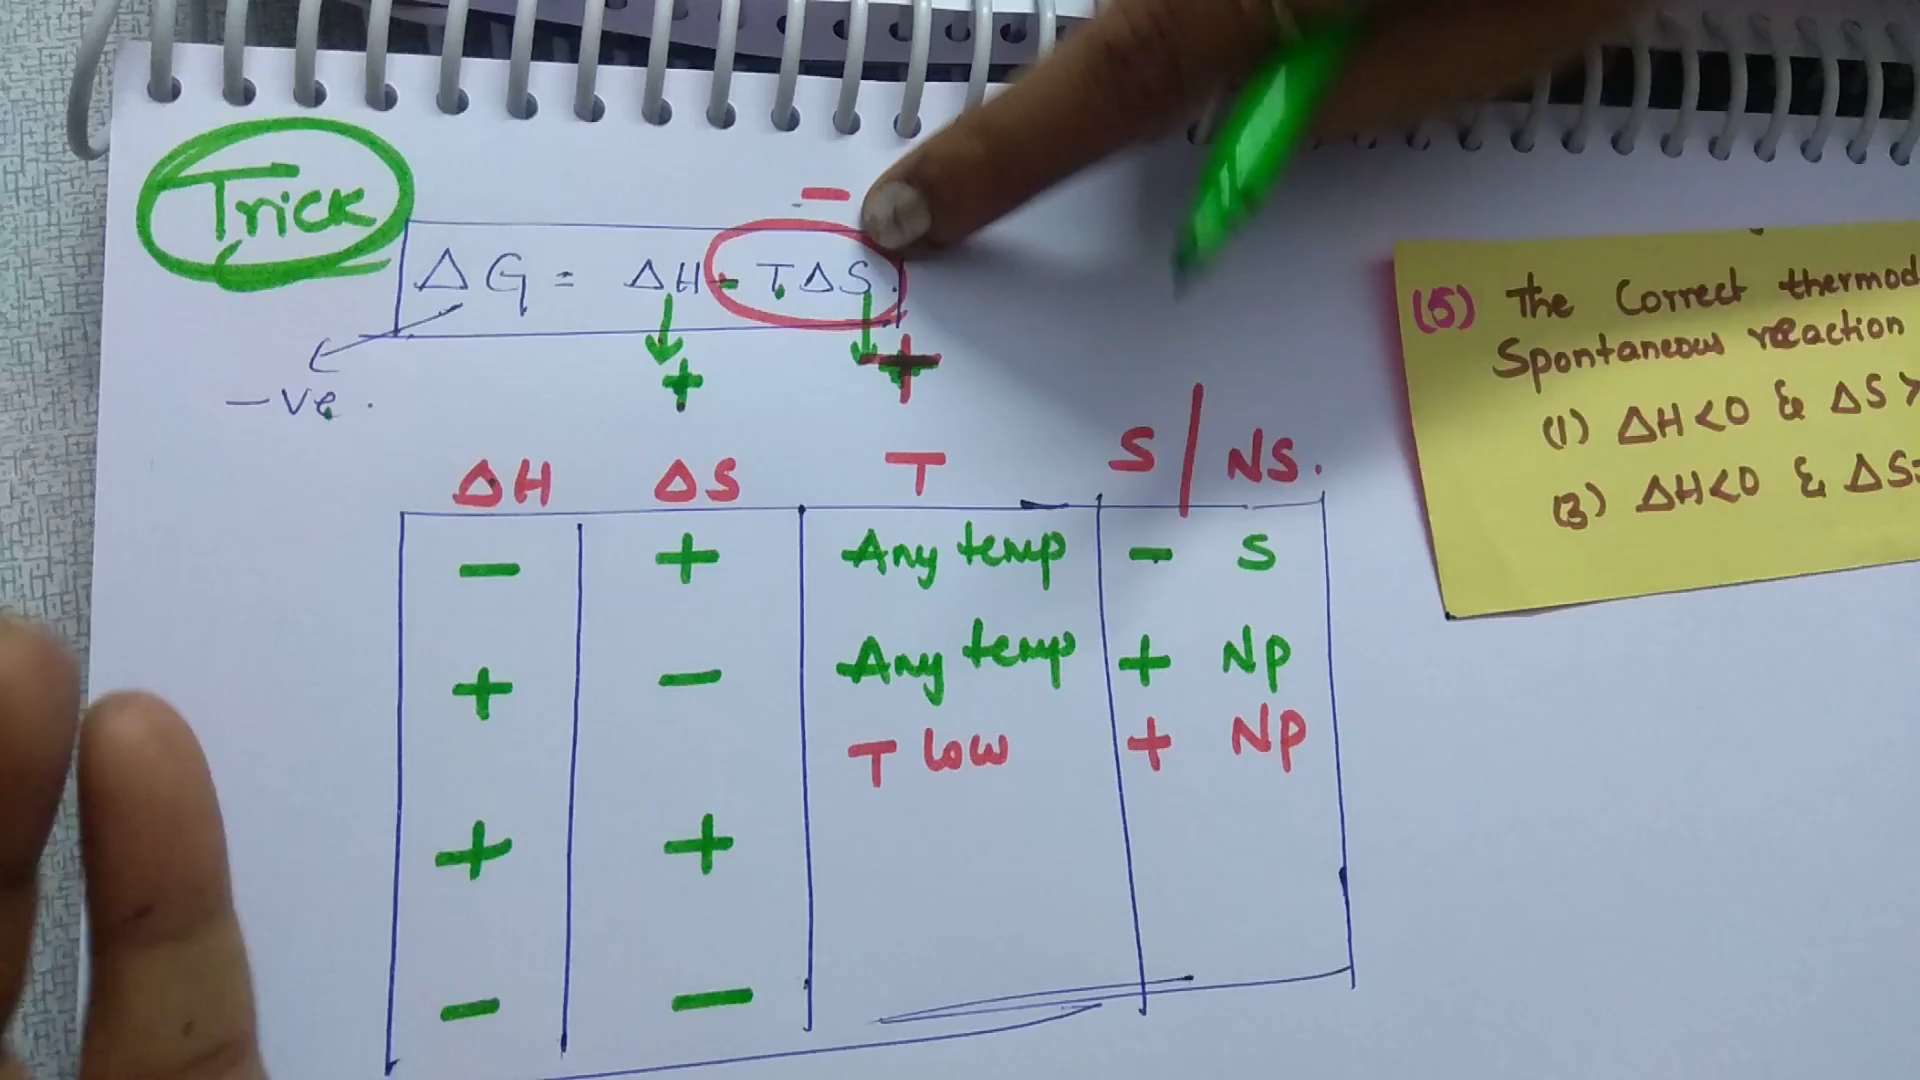 Trick
-
ΔG = ΔH - TΔS.
-ve.
+ +
ΔH ΔS T S / NS.
- + Any temp - S
+ - Any temp + Np
T low + Np
+ +
- -
(5) The Correct thermod
Spontaneous reaction
(1) ΔH<0 & ΔS >
(3) ΔH<0 & ΔS=